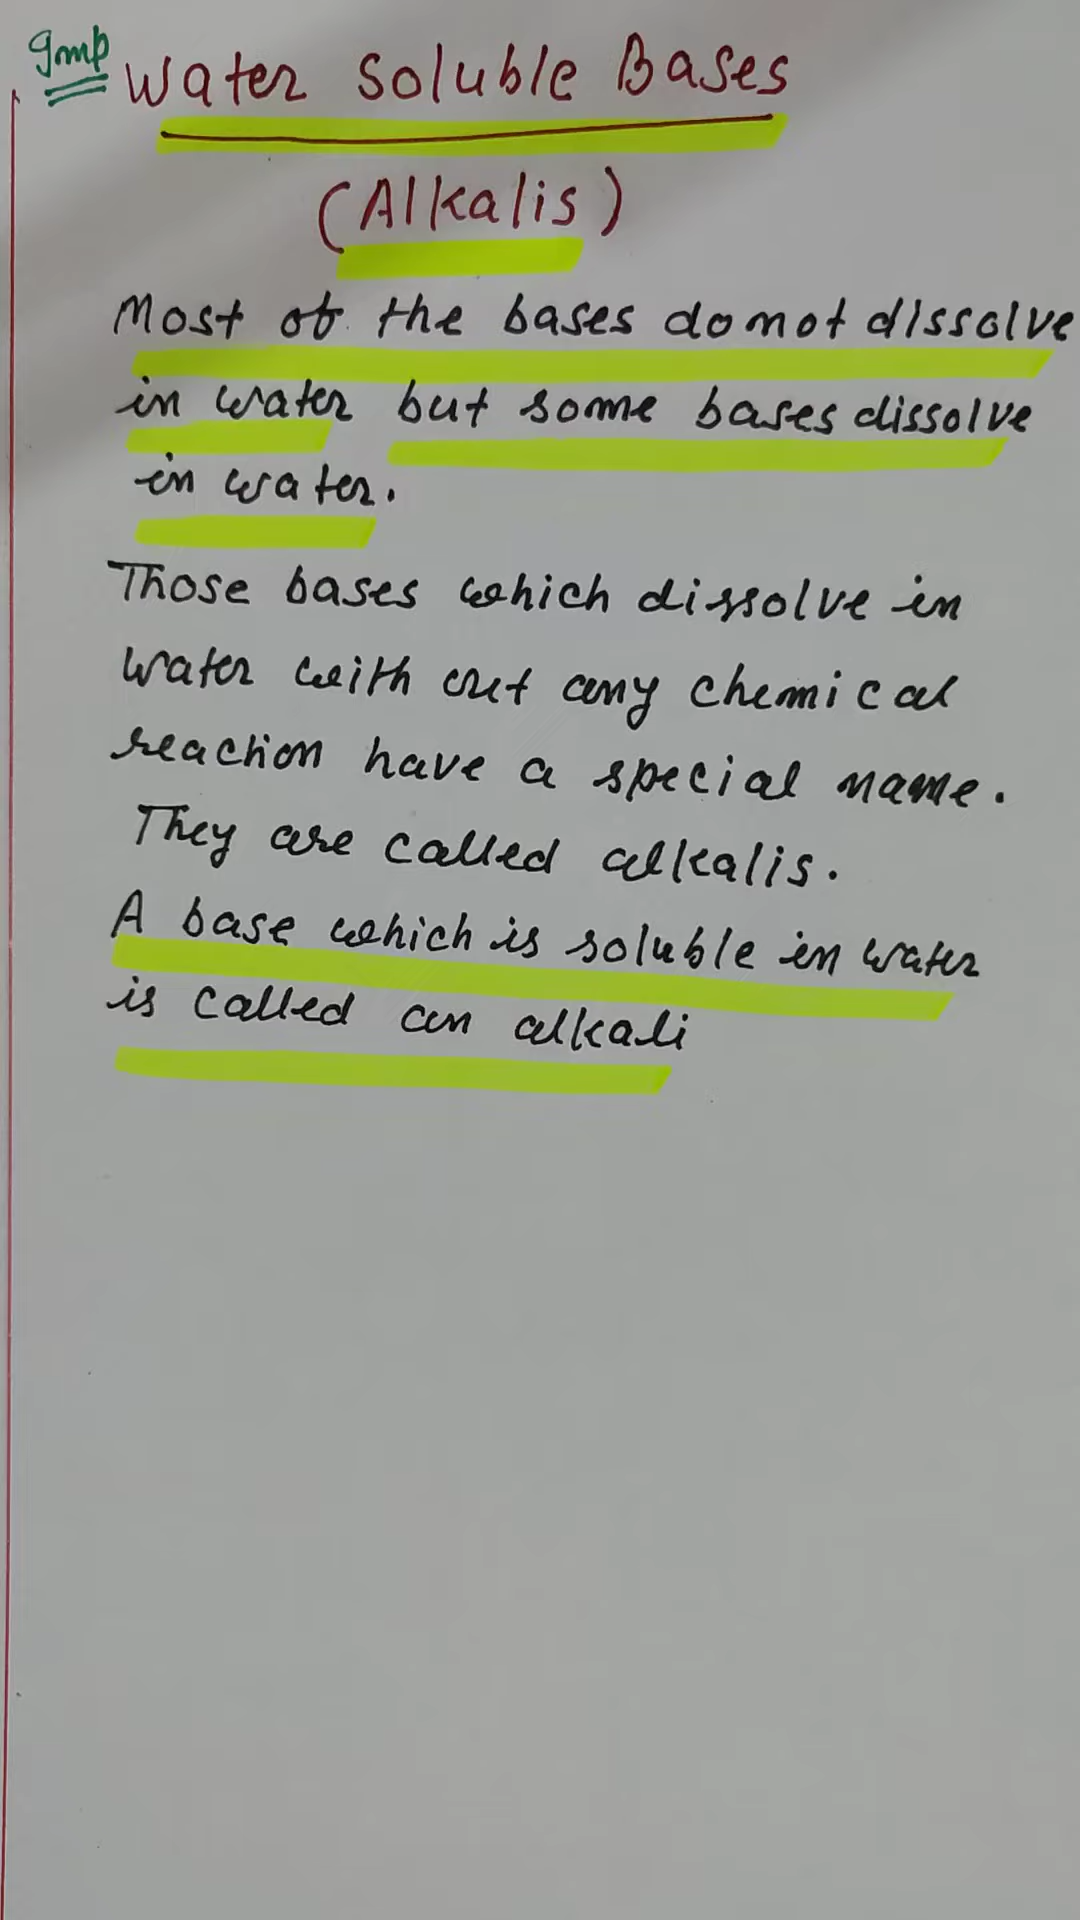 Imp
Water Soluble Bases
(Alkalis)
Most of the bases do not dissolve
in water but some bases dissolve
in water.
Those bases which dissolve in
water with out any chemical
reaction have a special name.
They are called alkalis.
A base which is soluble in water
is called an alkali